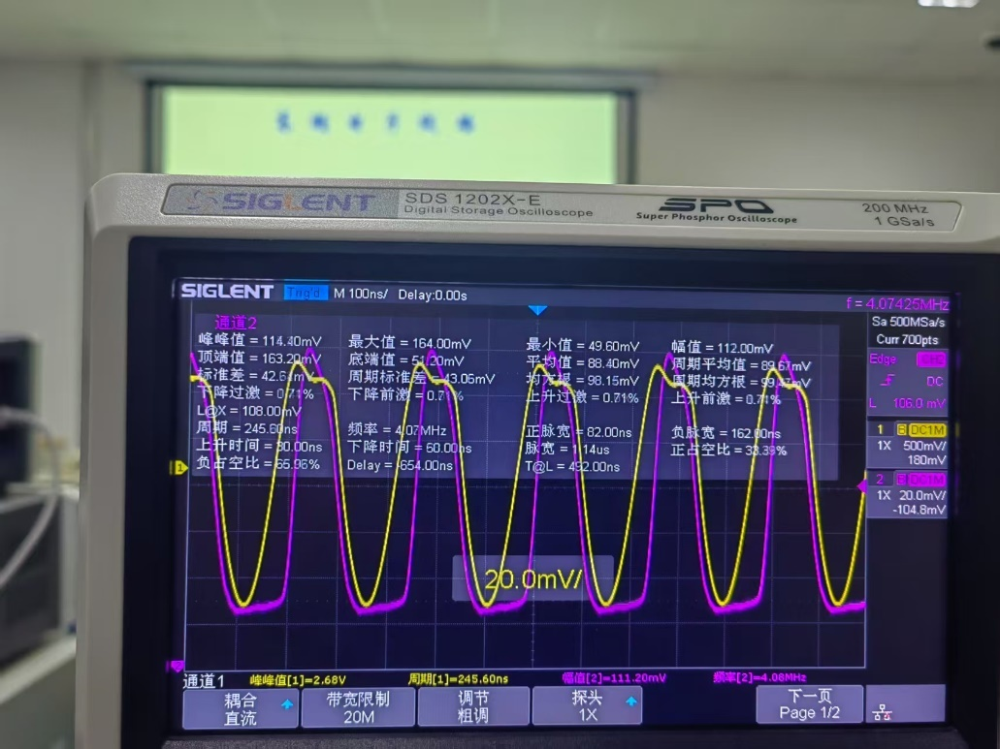 SIGLENT
SDS 1202X-E
Digital Storage Oscilloscope
SPO
Super Phosphor Oscilloscope
200 MHz
1 GSa/s
SIGLENT Trig'd M 100ns/ Delay:0.00s
f = 4.07425MHz
Sa 500MSa/s
Curr 700pts
Edge
DC
L 106.0 mV
1 B DC1M
1X 500mV/
180mV
2 B DC1M
1X 20.0mV/
-104.8mV
通道2
峰峰值 = 114.40mV 最大值 = 164.00mV 最小值 = 49.60mV 幅值 = 112.00mV
顶端值 = 163.20mV 底端值 = 51.20mV 平均值 = 88.40mV 周期平均值 = 89.67mV
标准差 = 42.64mV 周期标准差 = 43.05mV 均方根 = 98.15mV 周期均方根 =
下降过激 = 0.71% 下降前激 = 0.71% 上升过激 = 0.71% 上升前激 = 0.71%
L@X = 108.00mV
周期 = 245.60ns 频率 = 4.07MHz 正脉宽 = 82.00ns 负脉宽 = 162.00ns
上升时间 = 80.00ns 下降时间 = 60.00ns 脉宽 = 1.14us 正占空比 = 33.39%
负占空比 = 65.96% Delay = -654.00ns T@L = 492.00ns
1
20.0mV/
2
通道1 峰峰值[1]=2.68V 周期[1]=245.60ns 幅值[2]=111.20mV 频率[2]=4.08MHz
耦合 带宽限制 调节 探头 下一页
直流 20M 粗调 1X Page 1/2